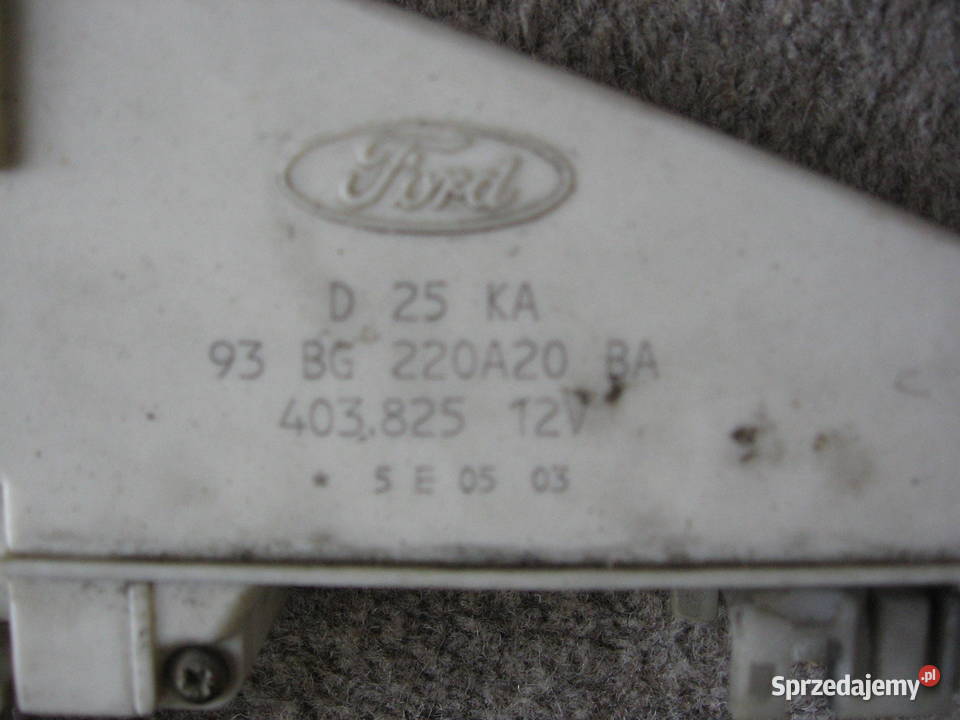 Ford
D 25 KA
93 BG 220A20 BA
403.825 12V
* 5 E 05 03
Sprzedajemy.pl